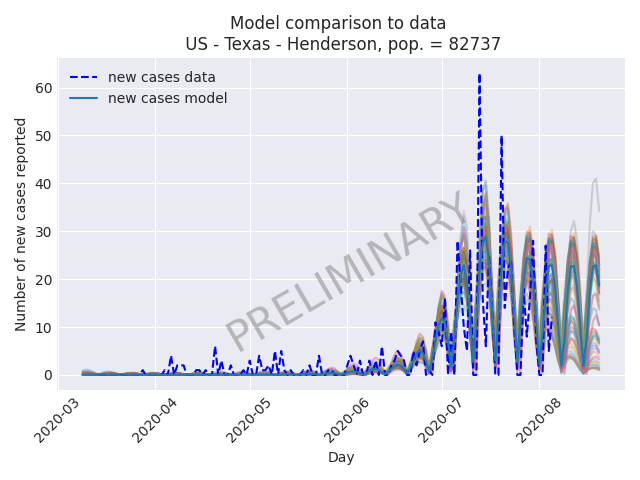 Model comparison to data
US - Texas - Henderson, pop. = 82737
new cases data
new cases model
PRELIMINARY
Number of new cases reported
60
50
40
30
20
10
0
2020-03
2020-04
2020-05
2020-06
2020-07
2020-08
Day